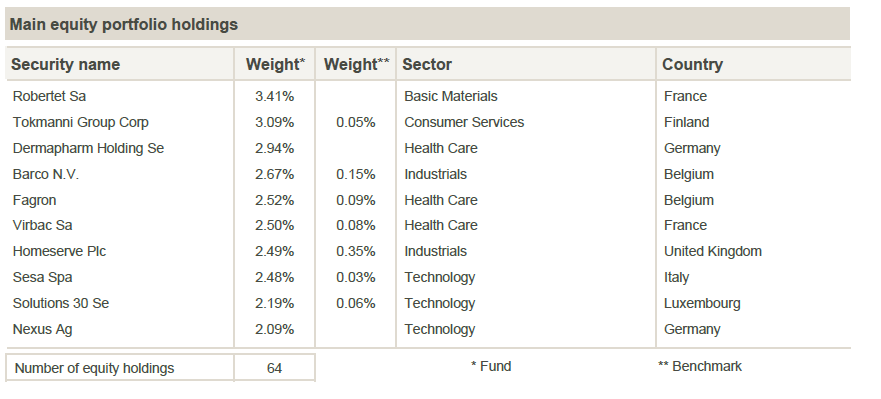 Main equity portfolio holdings
Security name Weight* Weight** Sector Country
Robertet Sa 3.41% Basic Materials France
Tokmanni Group Corp 3.09% 0.05% Consumer Services Finland
Dermapharm Holding Se 2.94% Health Care Germany
Barco N.V. 2.67% 0.15% Industrials Belgium
Fagron 2.52% 0.09% Health Care Belgium
Virbac Sa 2.50% 0.08% Health Care France
Homeserve Plc 2.49% 0.35% Industrials United Kingdom
Sesa Spa 2.48% 0.03% Technology Italy
Solutions 30 Se 2.19% 0.06% Technology Luxembourg
Nexus Ag 2.09% Technology Germany
Number of equity holdings 64 * Fund ** Benchmark